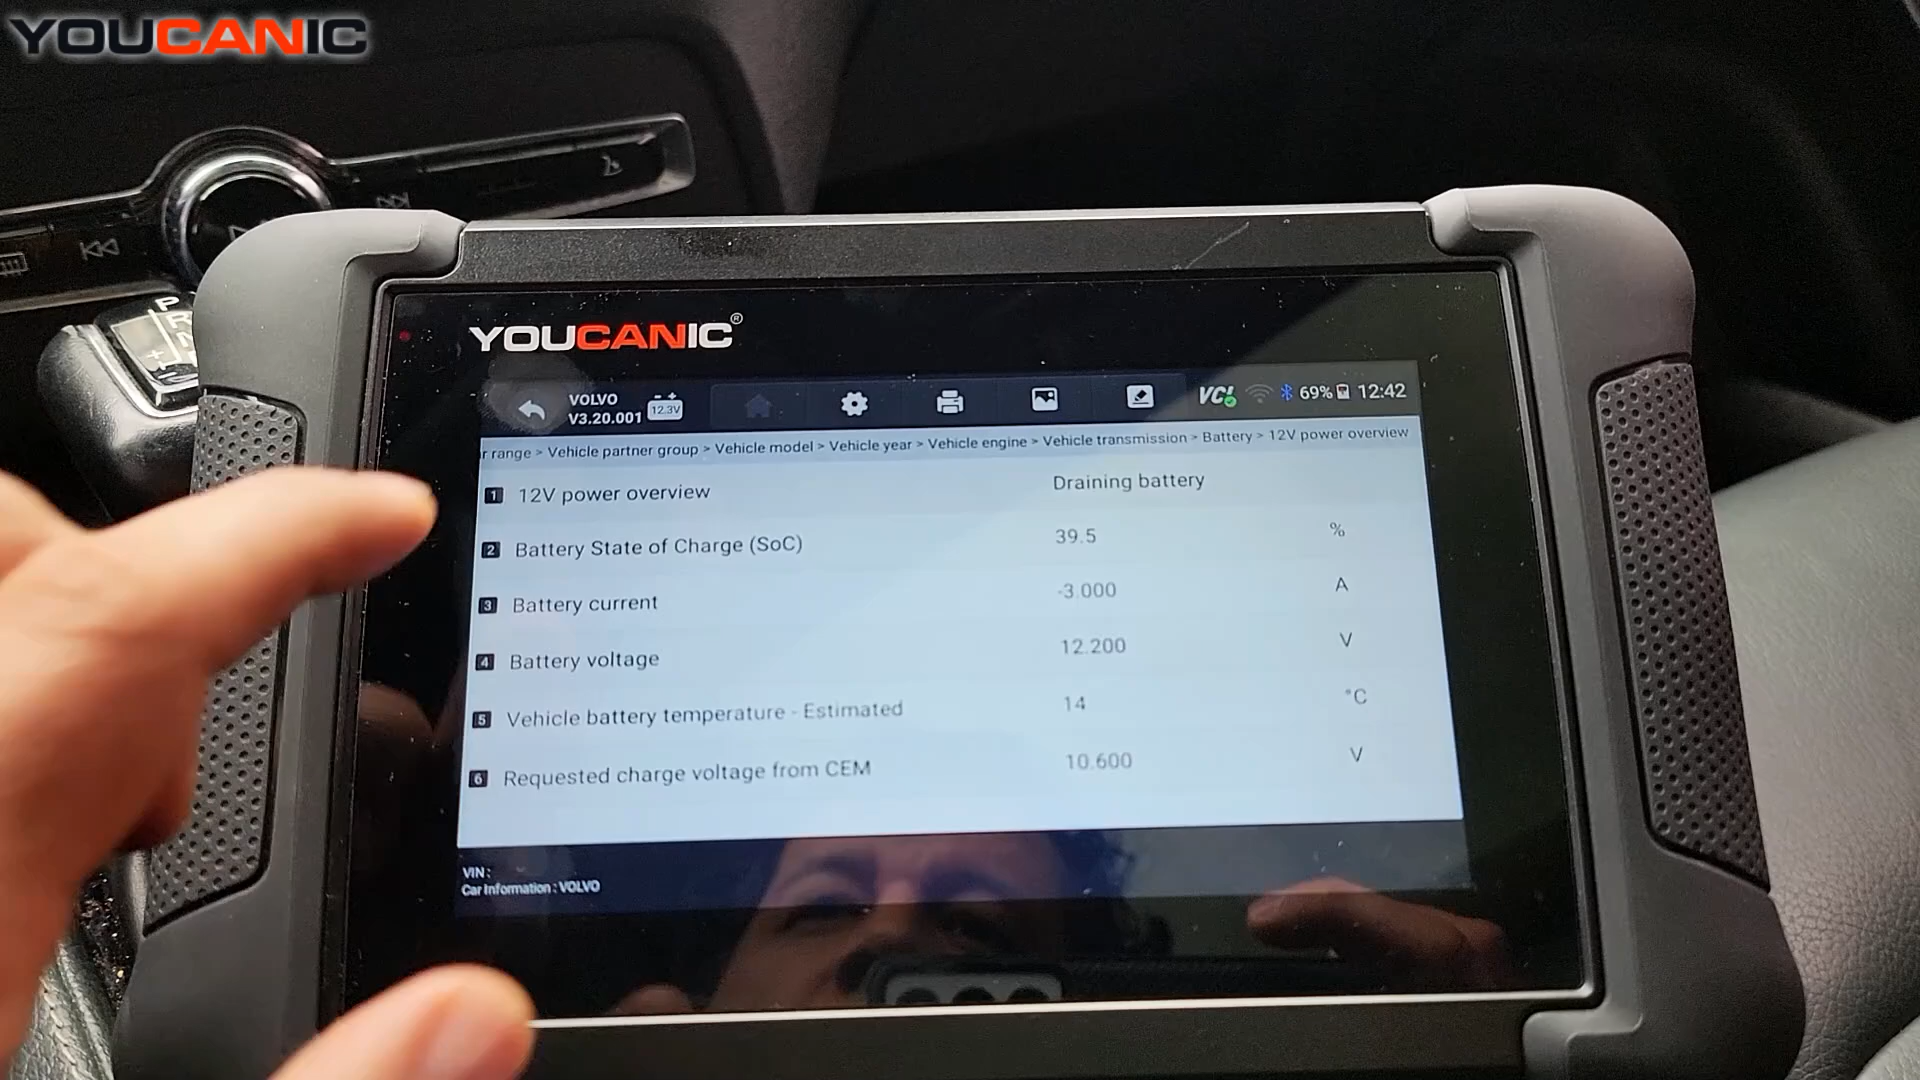 YOUCANIC
P
R
N
+
YOUCANIC®
VOLVO
V3.20.001
12.3V
VCI
69%
12:42
r range > Vehicle partner group > Vehicle model > Vehicle year > Vehicle engine > Vehicle transmission > Battery > 12V power overview
1 12V power overview Draining battery
2 Battery State of Charge (SoC) 39.5 %
3 Battery current -3.000 A
4 Battery voltage 12.200 V
5 Vehicle battery temperature - Estimated 14 °C
6 Requested charge voltage from CEM 10.600 V
VIN :
Car Information : VOLVO